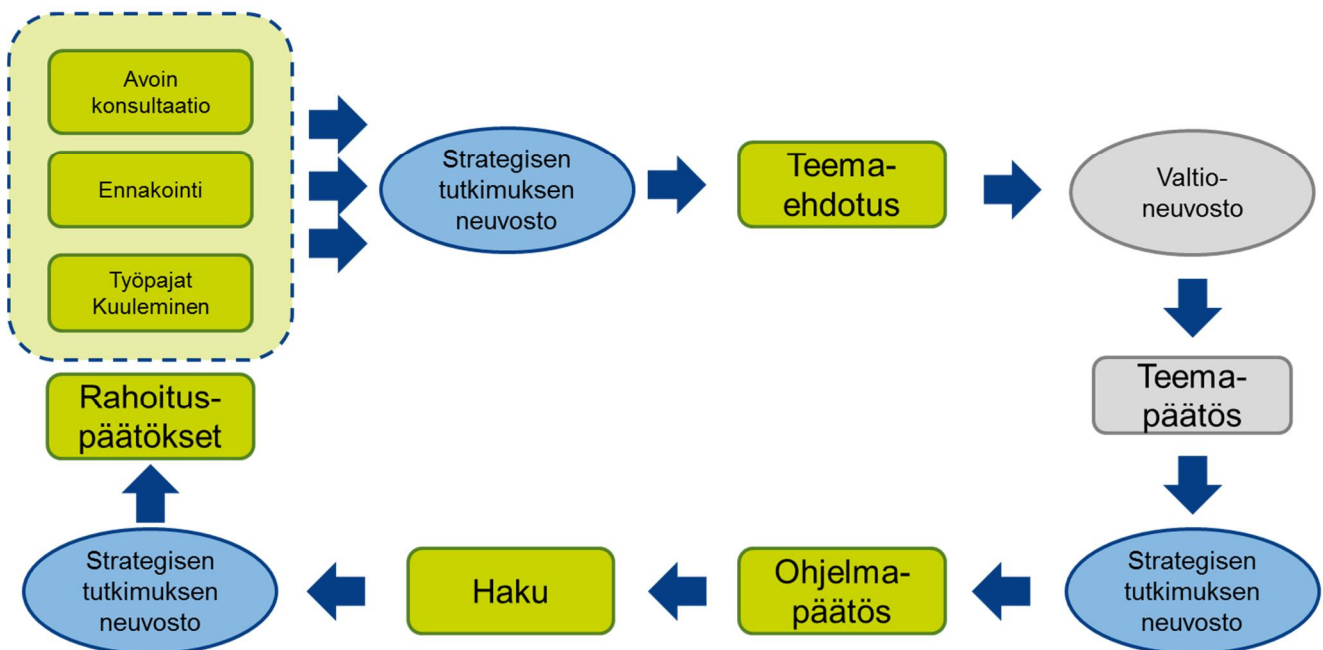 Avoin
konsultaatio
Ennakointi
Työpajat
Kuuleminen
Strategisen
tutkimuksen
neuvosto
Teema-
ehdotus
Valtio-
neuvosto
Teema-
päätös
Strategisen
tutkimuksen
neuvosto
Ohjelma-
päätös
Haku
Strategisen
tutkimuksen
neuvosto
Rahoitus-
päätökset